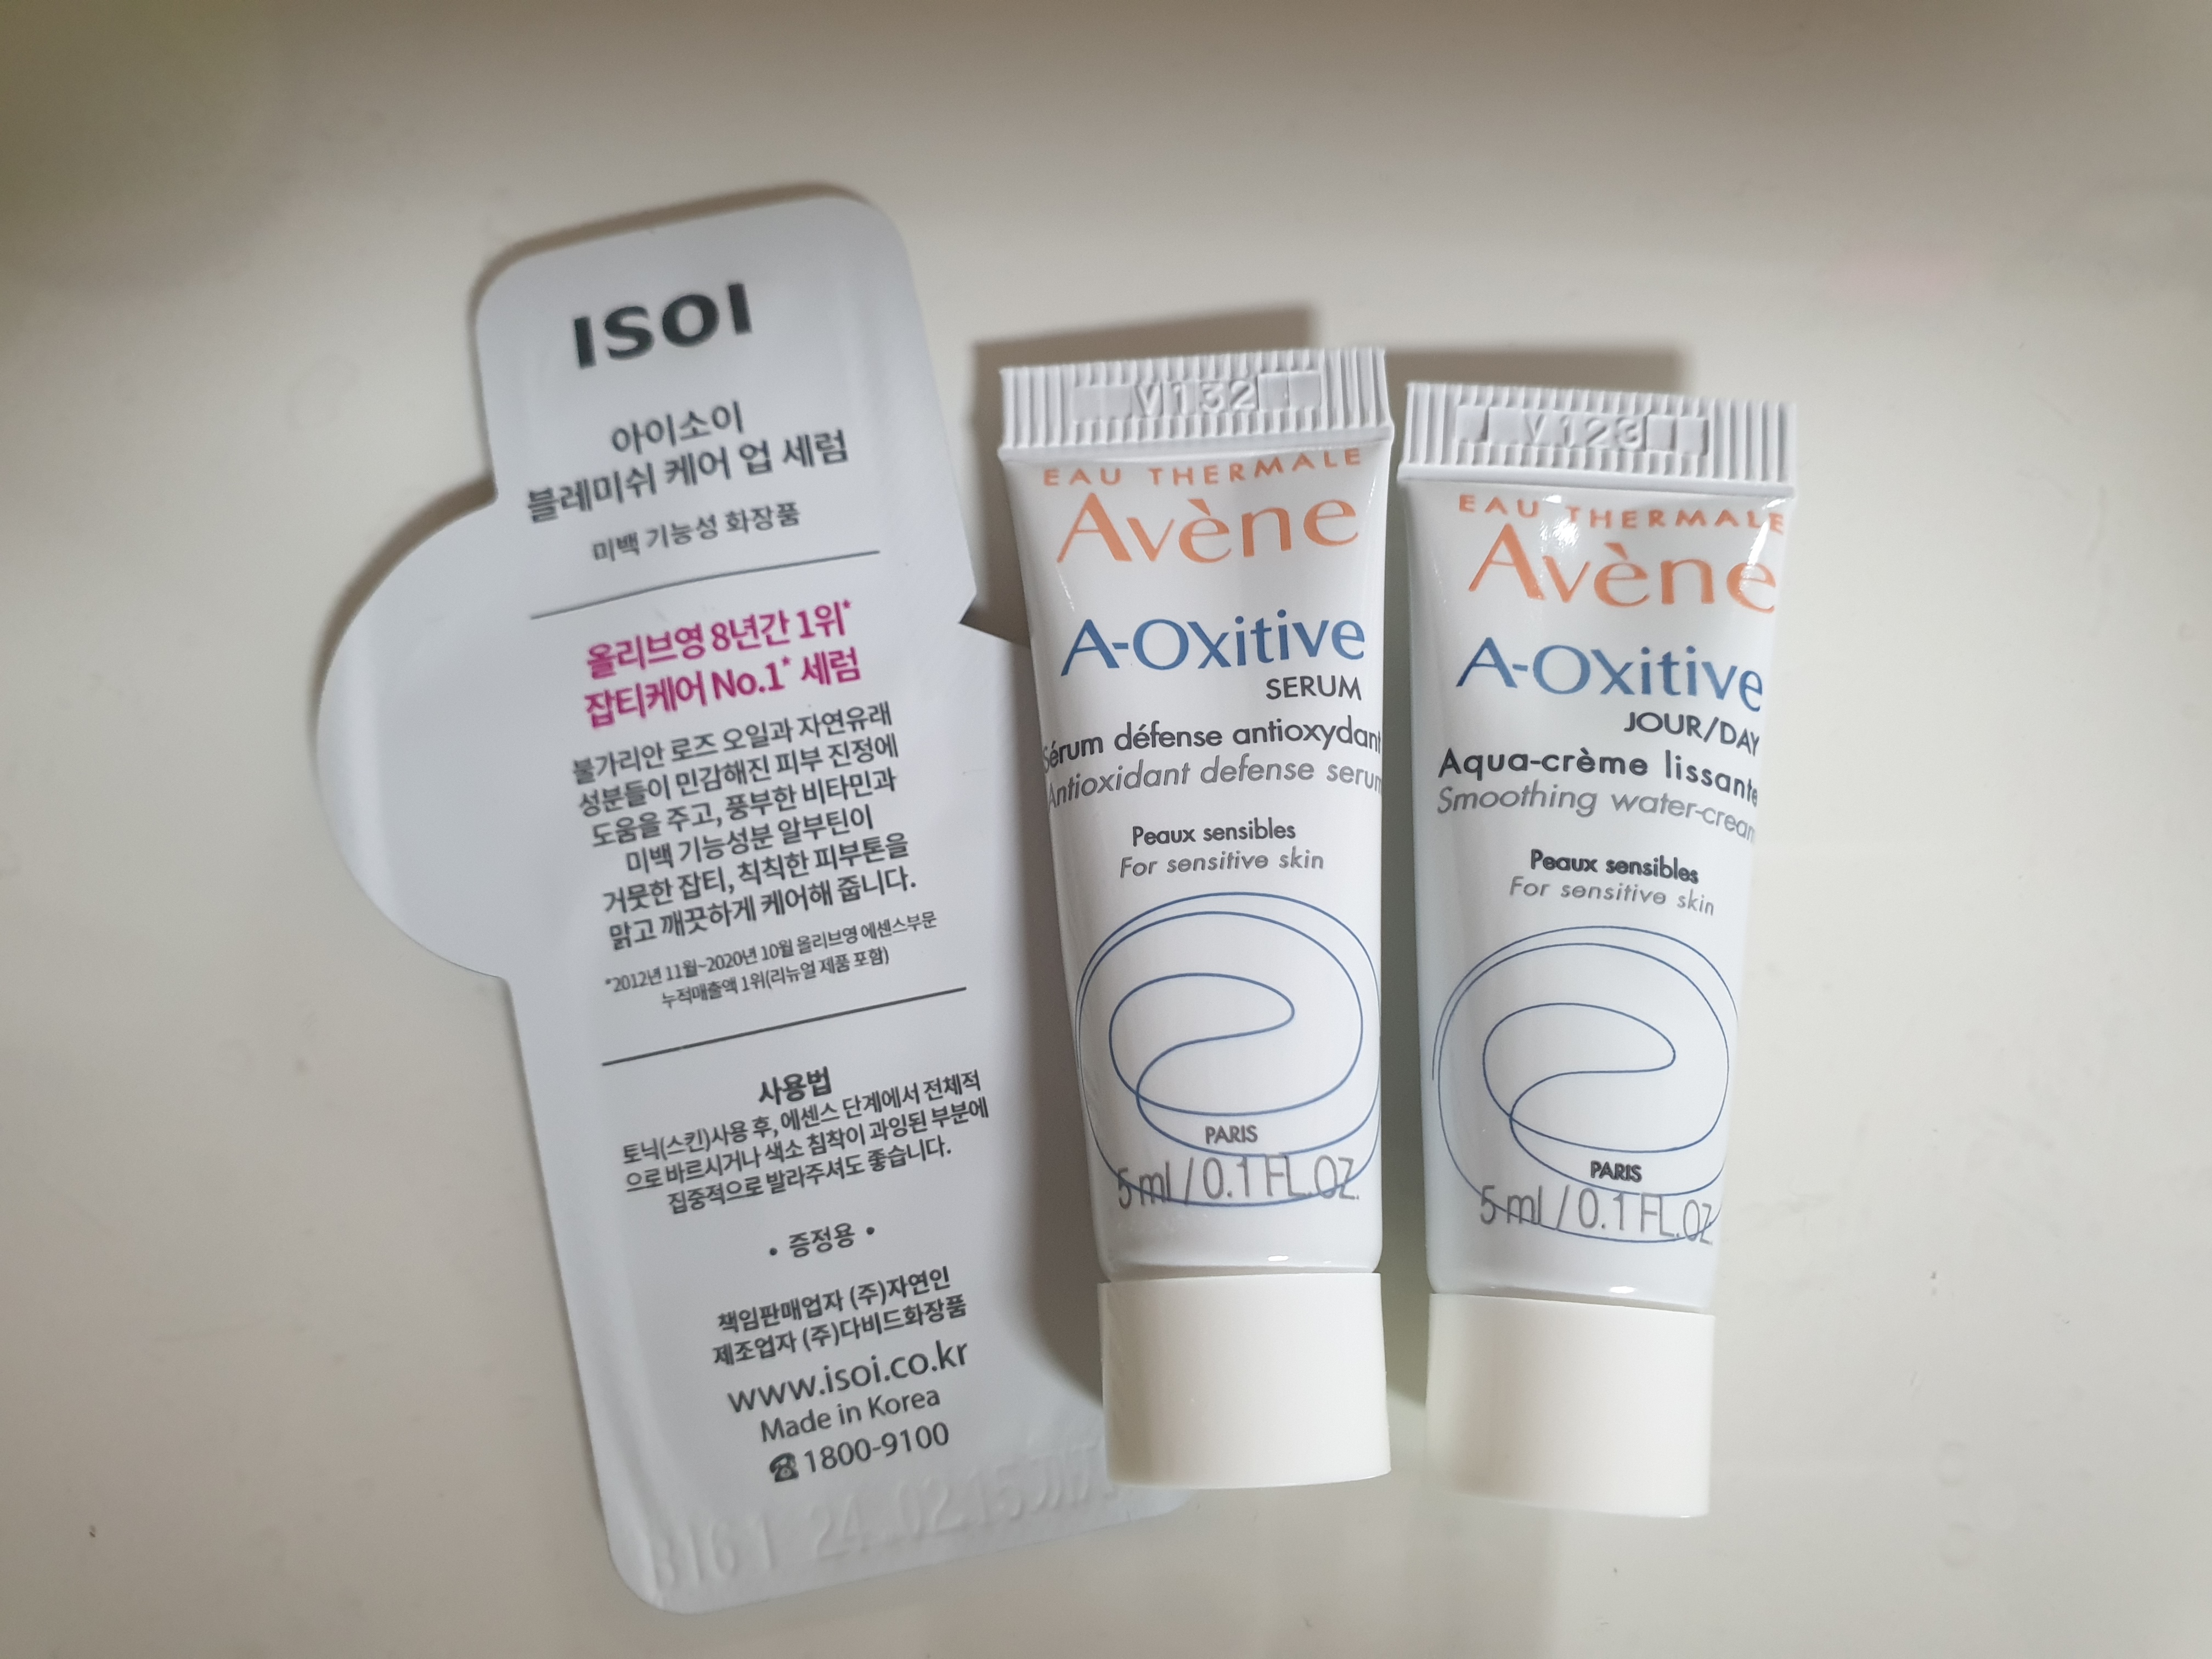 ISOI
아이소이
블레미쉬 케어 업 세럼
미백 기능성 화장품
올리브영 8년간 1위*
잡티케어 No.1* 세럼
불가리안 로즈 오일과 자연유래
성분들이 민감해진 피부 진정에
도움을 주고, 풍부한 비타민과
미백 기능성분 알부틴이
거뭇한 잡티, 칙칙한 피부톤을
맑고 깨끗하게 케어해 줍니다.
*2012년 11월~2020년 10월 올리브영 에센스부문
누적매출액 1위(리뉴얼 제품 포함)
사용법
토닉(스킨)사용 후, 에센스 단계에서 전체적
으로 바르시거나 색소 침착이 과잉된 부분에
집중적으로 발라주셔도 좋습니다.
• 증정용 •
책임판매업자 (주)자연인
제조업자 (주)다비드화장품
www.isoi.co.kr
Made in Korea
☎1800-9100
B161 24.02.15까지
V132
EAU THERMALE
Avène
A-OXitive
SERUM
Sérum défense antioxydant
Antioxidant defense serum
Peaux sensibles
For sensitive skin
PARIS
5 ml / 0.1 FL.OZ.
V123
EAU THERMALE
Avène
A-OXitive
JOUR/DAY
Aqua-crème lissante
Smoothing water-cream
Peaux sensibles
For sensitive skin
PARIS
5 ml / 0.1 FL.OZ